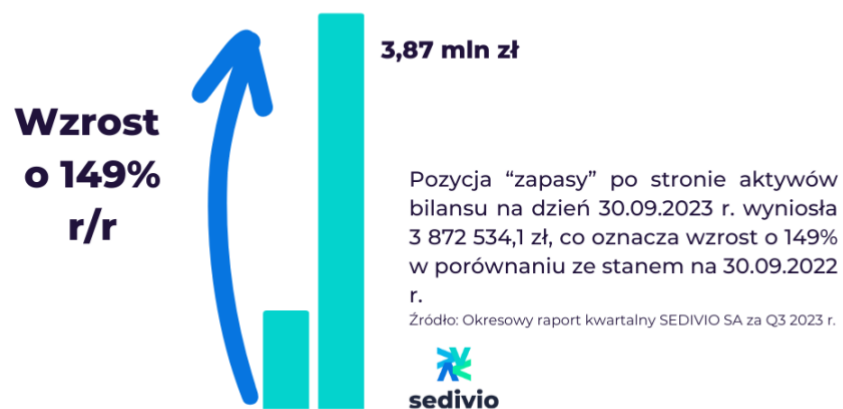 3,87 mln zł
Wzrost
o 149%
r/r
Pozycja “zapasy” po stronie aktywów
bilansu na dzień 30.09.2023 r. wyniosła
3 872 534,1 zł, co oznacza wzrost o 149%
w porównaniu ze stanem na 30.09.2022
r.
Źródło: Okresowy raport kwartalny SEDIVIO SA za Q3 2023 r.
sedivio